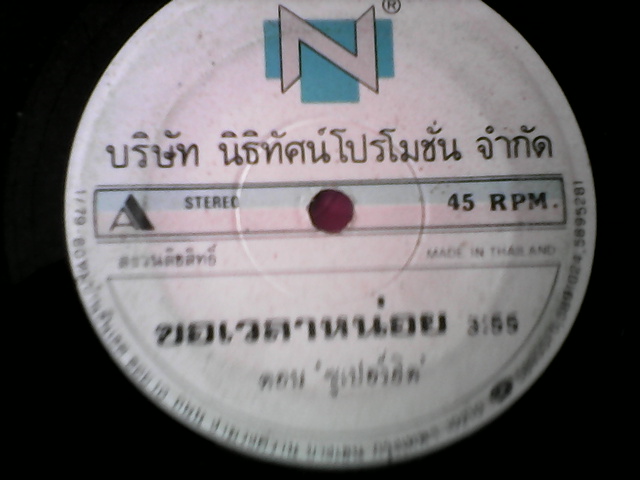 N ®
บริษัท นิธิทัศน์โปรโมชั่น จำกัด
A STEREO 45 RPM.
สงวนลิขสิทธิ์ MADE IN THAILAND
ขอเวลาหน่อย 3:55
ตอน 'ซูเปอร์ฮิต'